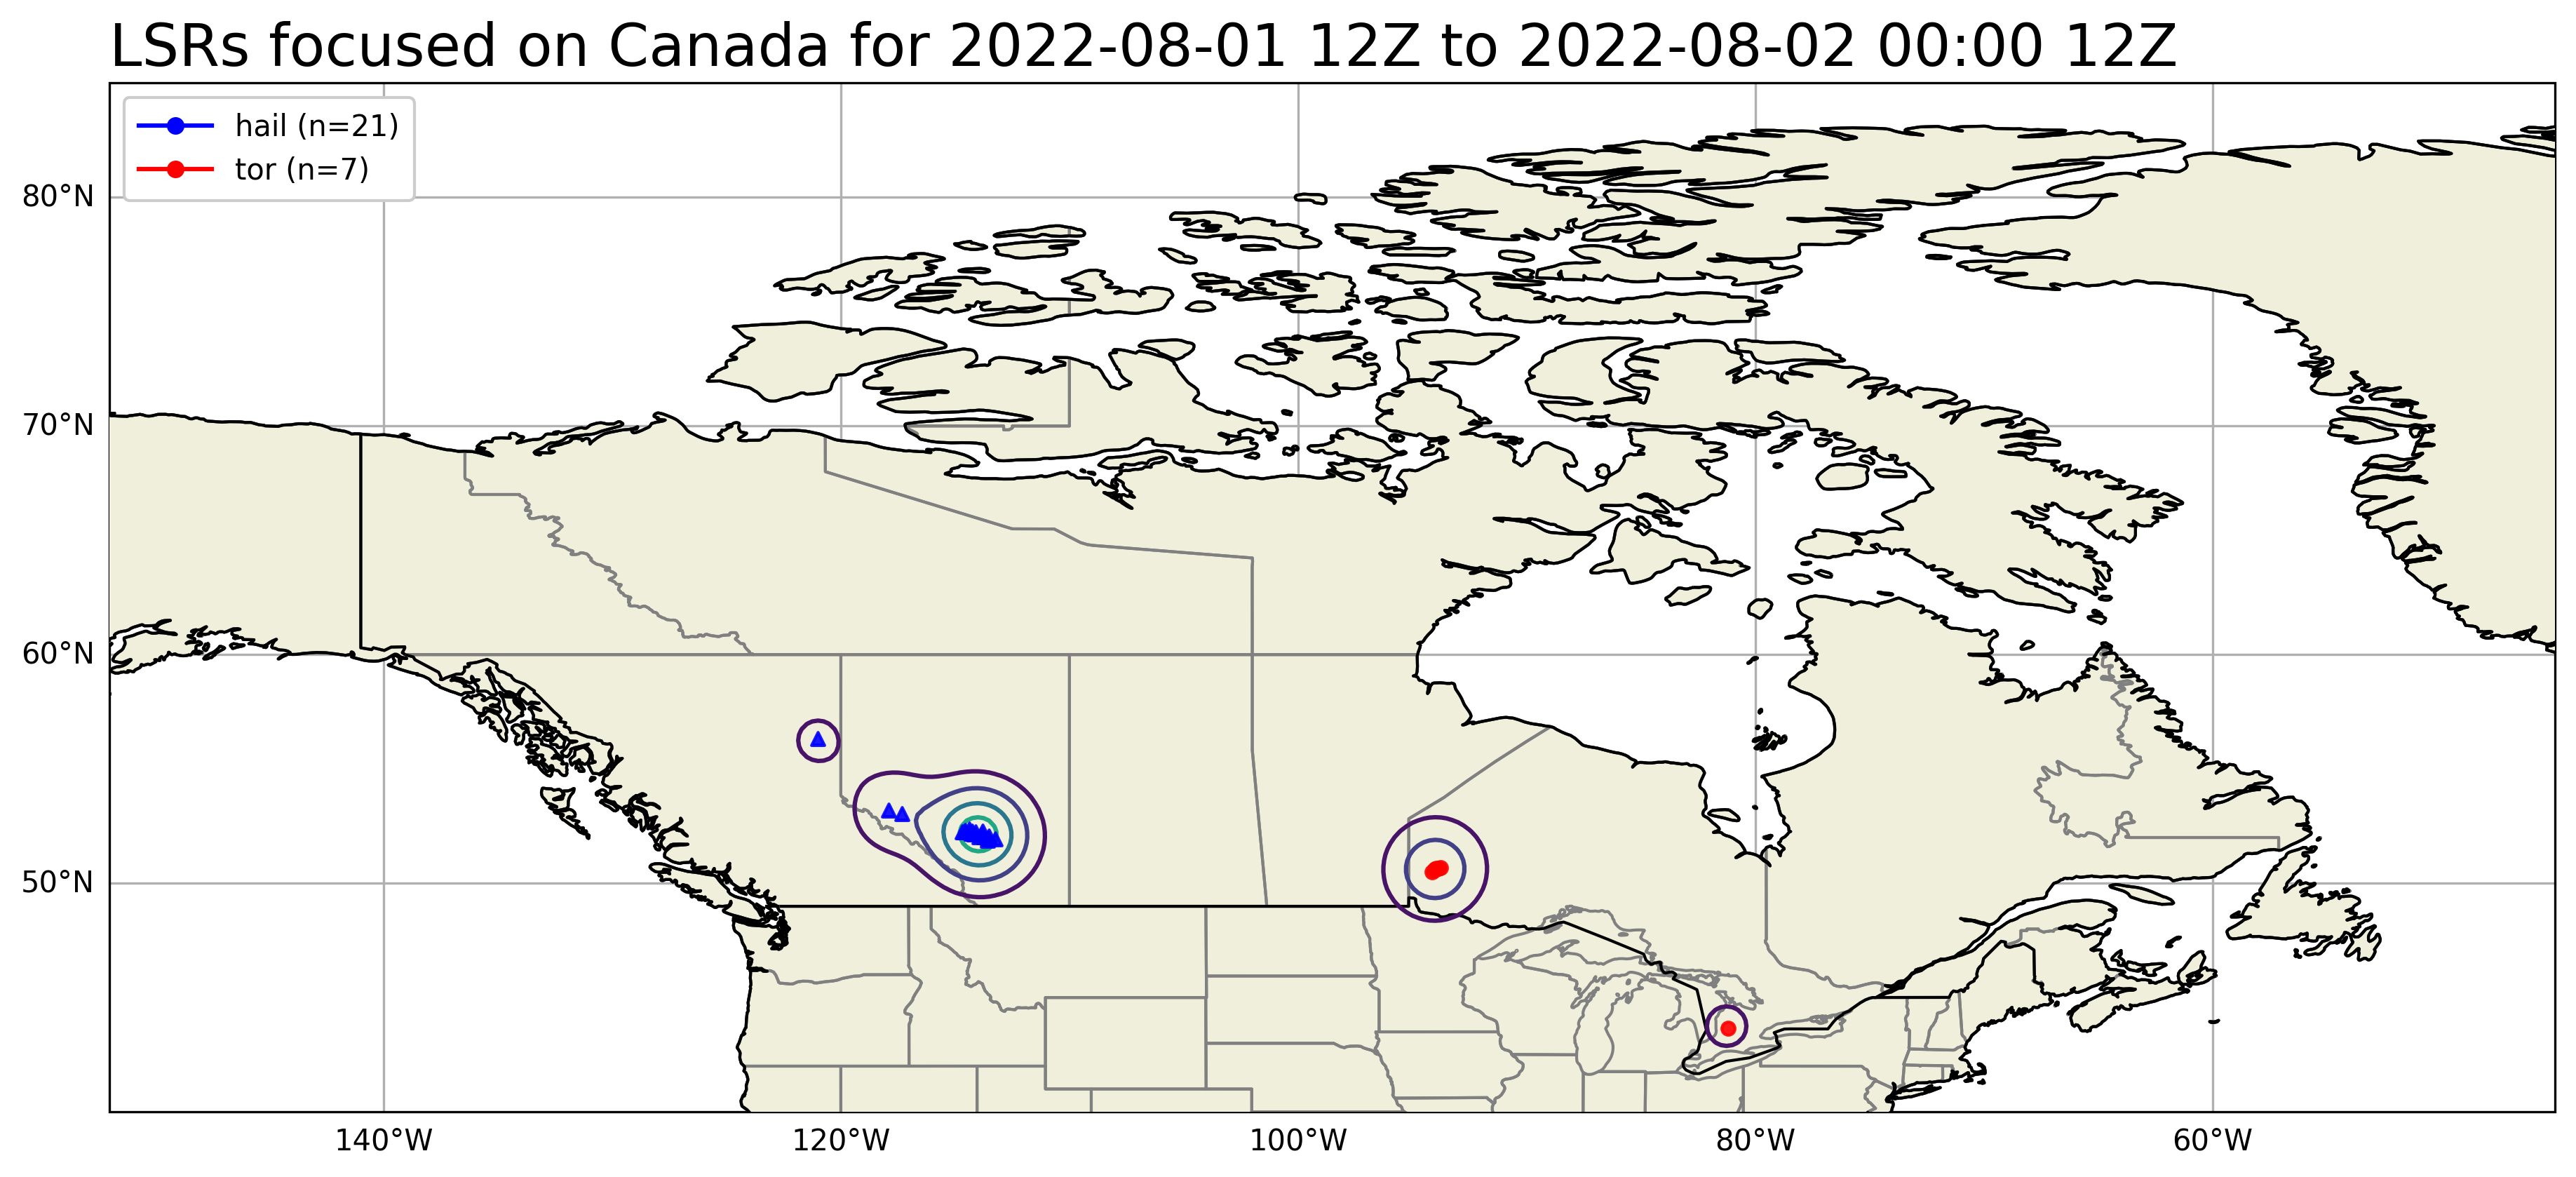 LSRs focused on Canada for 2022-08-01 12Z to 2022-08-02 00:00 12Z
hail (n=21)
tor (n=7)
80°N
70°N
60°N
50°N
140°W
120°W
100°W
80°W
60°W